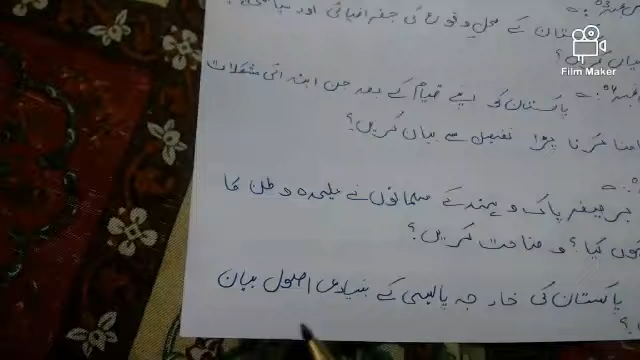 پاکستان کے محل وقوع کی جغرافیائی اور
بیان کریں؟
Film Maker
پاکستان کو اپنے قیام کے بعد جن ابتدائی مشکلات
سامنا کرنا پڑا تفصیل سے بیان کریں؟
برصغیر پاک و ہند کے مسلمانوں نے علیحدہ وطن کا
کیوں کیا؟ وضاحت کریں؟
پاکستان کی خارجہ پالیسی کے بنیادی اصول بیان